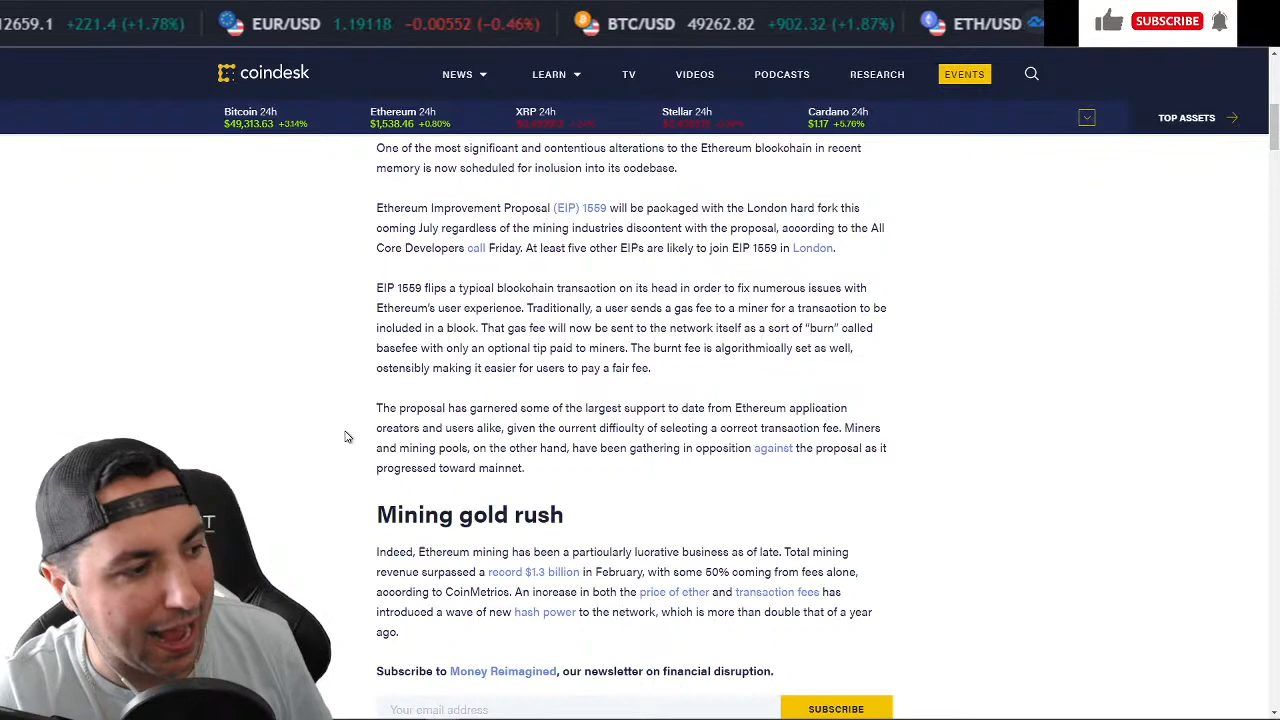 12659.1 +221.4 (+1.78%) EUR/USD 1.19118 -0.00552 (-0.46%) BTC/USD 49262.82 +902.32 (+1.87%) ETH/USD
SUBSCRIBE
coindesk NEWS LEARN TV VIDEOS PODCASTS RESEARCH EVENTS
Bitcoin 24h Ethereum 24h XRP 24h Stellar 24h Cardano 24h
$49,313.63 +3.14% $1,538.46 +0.80% $1.17 +5.76%
TOP ASSETS
One of the most significant and contentious alterations to the Ethereum blockchain in recent
memory is now scheduled for inclusion into its codebase.
Ethereum Improvement Proposal (EIP) 1559 will be packaged with the London hard fork this
coming July regardless of the mining industries discontent with the proposal, according to the All
Core Developers call Friday. At least five other EIPs are likely to join EIP 1559 in London.
EIP 1559 flips a typical blockchain transaction on its head in order to fix numerous issues with
Ethereum's user experience. Traditionally, a user sends a gas fee to a miner for a transaction to be
included in a block. That gas fee will now be sent to the network itself as a sort of "burn" called
basefee with only an optional tip paid to miners. The burnt fee is algorithmically set as well,
ostensibly making it easier for users to pay a fair fee.
The proposal has garnered some of the largest support to date from Ethereum application
creators and users alike, given the current difficulty of selecting a correct transaction fee. Miners
and mining pools, on the other hand, have been gathering in opposition against the proposal as it
progressed toward mainnet.
Mining gold rush
Indeed, Ethereum mining has been a particularly lucrative business as of late. Total mining
revenue surpassed a record $1.3 billion in February, with some 50% coming from fees alone,
according to CoinMetrics. An increase in both the price of ether and transaction fees has
introduced a wave of new hash power to the network, which is more than double that of a year
ago.
Subscribe to Money Reimagined, our newsletter on financial disruption.
Your email address SUBSCRIBE